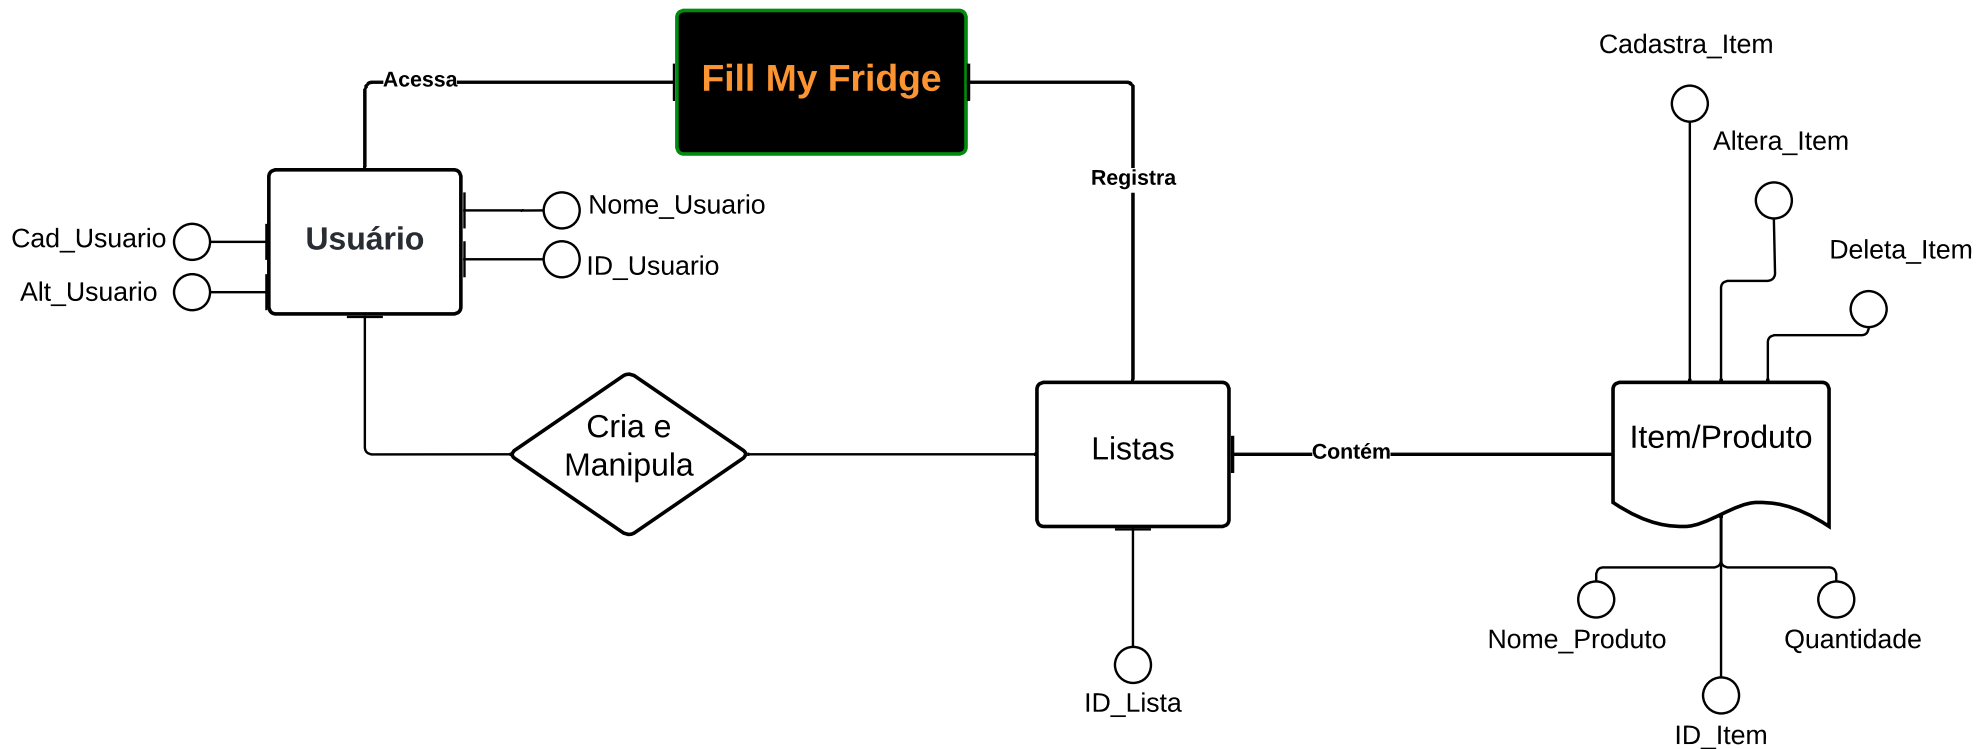 Cadastra_Item
Fill My Fridge
Acessa
Altera_Item
Registra
Nome_Usuario
Cad_Usuario
Usuário
Deleta_Item
ID_Usuario
Alt_Usuario
Cria e
Manipula
Listas
Contém
Item/Produto
Nome_Produto
Quantidade
ID_Lista
ID_Item